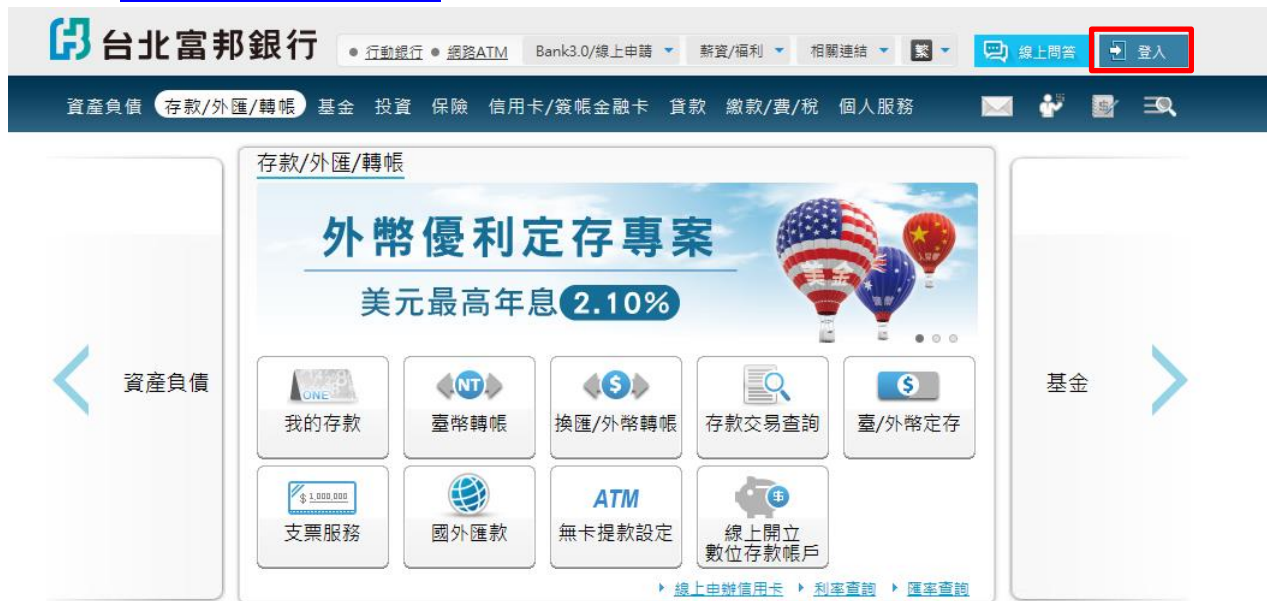 台北富邦銀行
● 行動銀行 ● 網路ATM Bank3.0/線上申請 薪資/福利 相關連結 繁 線上問答 登入
資產負債 存款/外匯/轉帳 基金 投資 保險 信用卡/簽帳金融卡 貸款 繳款/費/稅 個人服務
存款/外匯/轉帳
外幣優利定存專案
美元最高年息 2.10%
美金
資產負債
基金
ONE
NT
$
$
我的存款 臺幣轉帳 換匯/外幣轉帳 存款交易查詢 臺/外幣定存
$ 1,000,000
ATM
$
支票服務 國外匯款 無卡提款設定 線上開立
數位存款帳戶
線上申辦信用卡 利率查詢 匯率查詢